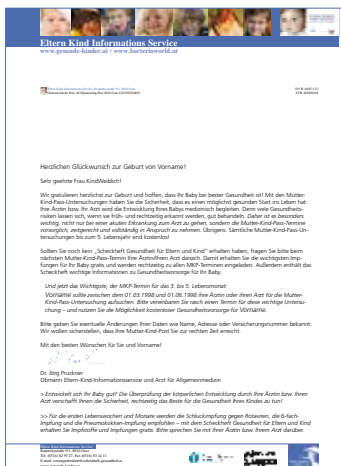 Eltern Kind Informations Service
www.gesunde-kinder.at • www.bacteriaworld.at
Herzlichen Glückwunsch zur Geburt von Vorname!
Sehr geehrte Frau KindWeiblich!
Wir gratulieren herzlichst zur Geburt und hoffen, dass Ihr Baby bei bester Gesundheit ist! Mit den Mutter-
Kind-Pass-Untersuchungen haben Sie die Sicherheit, dass es einen möglichst gesunden Start ins Leben hat:
Ihre Ärztin bzw. Ihr Arzt wird die Entwicklung Ihres Babys medizinisch begleiten. Denn viele Gesundheits-
risiken lassen sich, wenn sie früh- und rechtzeitig erkannt werden, gut behandeln. Daher ist es besonders
wichtig, nicht nur bei einer akuten Erkrankung zum Arzt zu gehen, sondern die Mutter-Kind-Pass-Termine
vorsorglich, zeitgerecht und vollständig in Anspruch zu nehmen. Übrigens: Sämtliche Mutter-Kind-Pass-Un-
tersuchungen bis zum 5. Lebensjahr sind kostenlos!
Sollten Sie noch kein „Scheckheft Gesundheit für Eltern und Kind" erhalten haben, fragen Sie bitte beim
nächsten Mutter-Kind-Pass-Termin Ihre Ärztin/Ihren Arzt danach. Damit erhalten Sie die wichtigsten Imp-
fungen für Ihr Baby gratis und werden rechtzeitig zu allen MKP-Terminen eingeladen. Außerdem enthält das
Scheckheft wichtige Informationen zu Gesundheitsvorsorge für Ihr Baby.
Und jetzt das Wichtigste, der MKP-Termin für das 3. bis 5. Lebensmonat:
Vorname sollte zwischen dem 01.03.1998 und 01.06.1998 ihre Ärztin oder ihren Arzt für die Mutter-
Kind-Pass-Untersuchung aufsuchen. Bitte vereinbaren Sie rasch einen Termin für diese wichtige Untersu-
chung – und nutzen Sie die Möglichkeit kostenloser Gesundheitsvorsorge für Vorname.
Bitte geben Sie eventuelle Änderungen Ihrer Daten wie Name, Adresse oder Versicherungsnummer bekannt:
Wir wollen sicherstellen, dass Ihre Mutter-Kind-Post Sie zur rechten Zeit erreicht.
Mit den besten Wünschen für Sie und Vorname!
Dr. Jörg Pruckner
Obmann Eltern-Kind-Informationsservice und Arzt für Allgemeinmedizin
> Entwickelt sich Ihr Baby gut? Die Überprüfung der körperlichen Entwicklung durch Ihre Ärztin bzw. Ihren
Arzt verschafft Ihnen die Sicherheit, rechtzeitig das Beste für die Gesundheit Ihres Kindes zu tun!
>> Für die ersten Lebenswochen und Monate werden die Schluckimpfung gegen Rotaviren, die 6-fach-
Impfung und die Pneumokokken-Impfung empfohlen – mit dem Scheckheft Gesundheit für Eltern und Kind
erhalten Sie Impfstoffe und Impfungen gratis. Bitte sprechen Sie mit Ihrer Ärztin bzw. Ihrem Arzt darüber.
Eltern Kind Informations Service